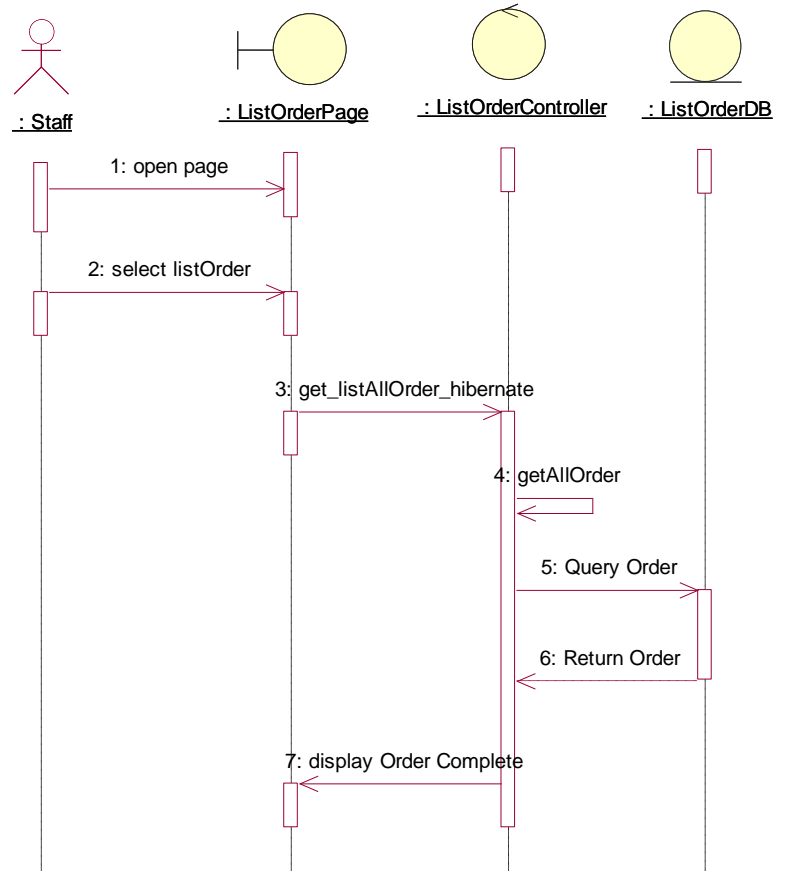 : Staff
: ListOrderPage
: ListOrderController
: ListOrderDB
1: open page
2: select listOrder
3: get_listAllOrder_hibernate
4: getAllOrder
5: Query Order
6: Return Order
7: display Order Complete